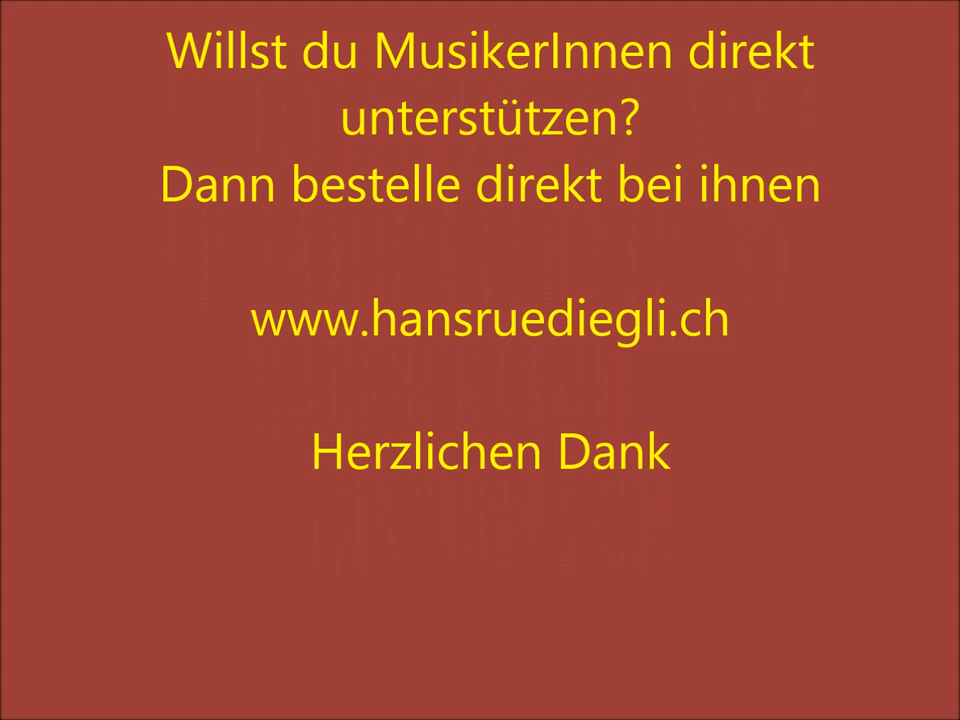 Willst du MusikerInnen direkt
unterstützen?
Dann bestelle direkt bei ihnen
www.hansruediegli.ch
Herzlichen Dank